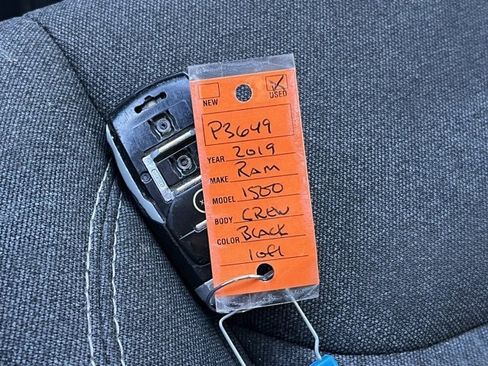 NEW USED
P3649
YEAR 2019
MAKE RAM
MODEL 1500
BODY CREW
COLOR BLACK
1 of 1